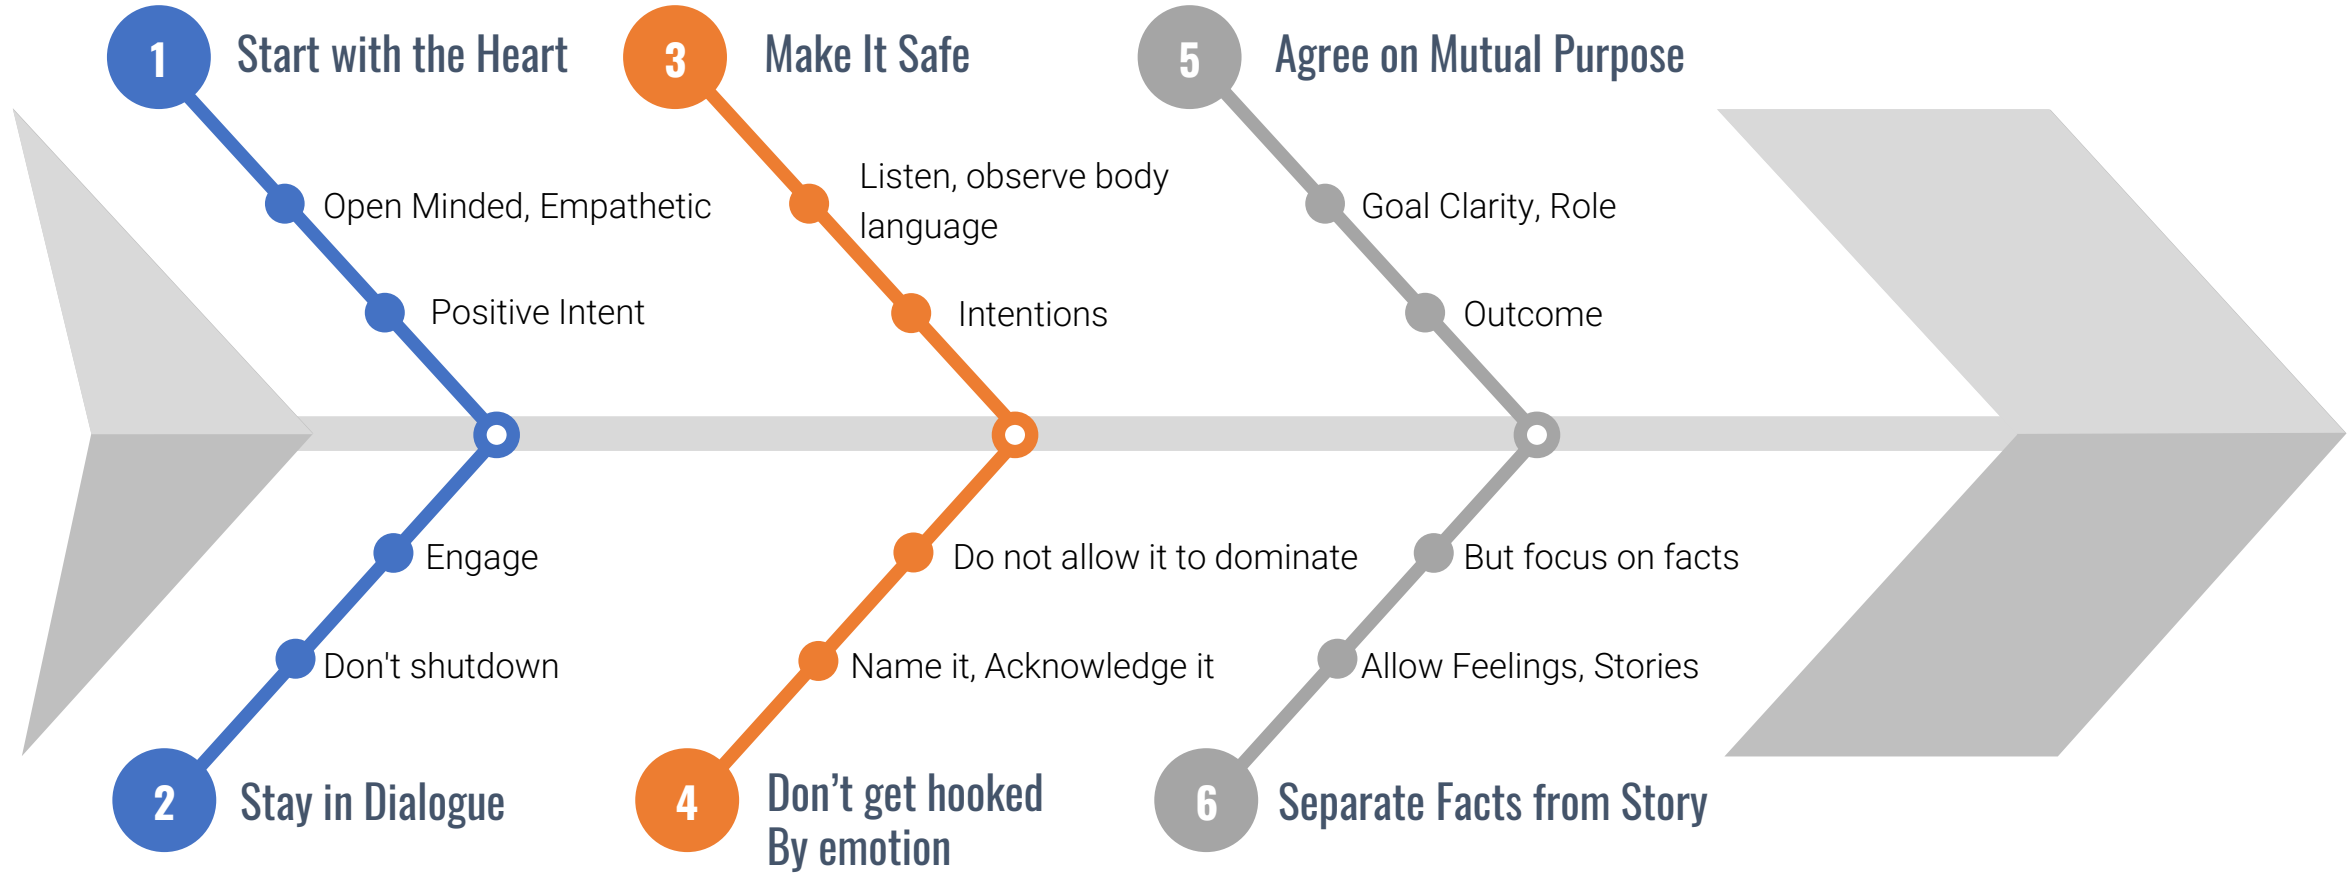 1
Start with the Heart
Open Minded, Empathetic
Positive Intent
3
Make It Safe
Listen, observe body
language
Intentions
5
Agree on Mutual Purpose
Goal Clarity, Role
Outcome
Engage
Don't shutdown
2
Stay in Dialogue
Do not allow it to dominate
Name it, Acknowledge it
4
Don’t get hooked
By emotion
But focus on facts
Allow Feelings, Stories
6
Separate Facts from Story